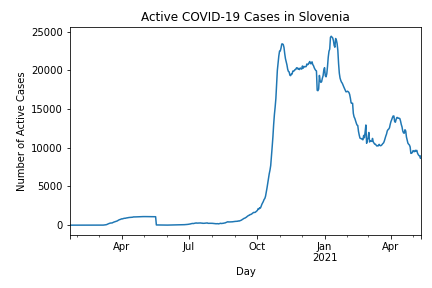 Active COVID-19 Cases in Slovenia
Number of Active Cases
25000
20000
15000
10000
5000
0
Apr
Jul
Oct
Jan
2021
Apr
Day